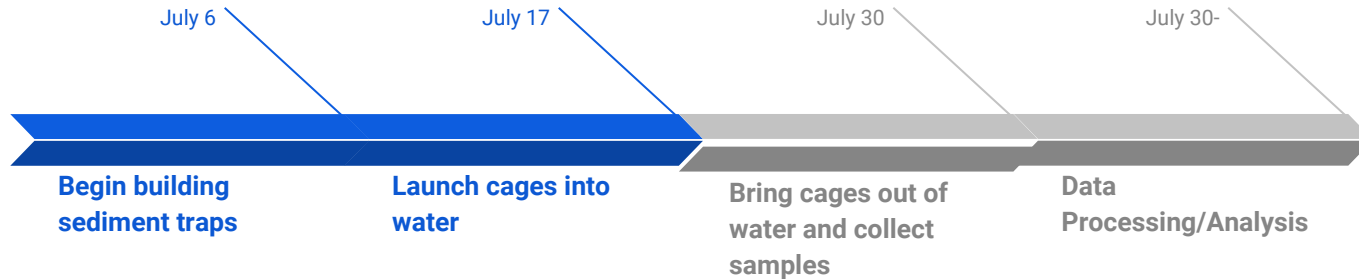 July 6
July 17
July 30
July 30-
Begin building
sediment traps
Launch cages into
water
Bring cages out of
water and collect
samples
Data
Processing/Analysis